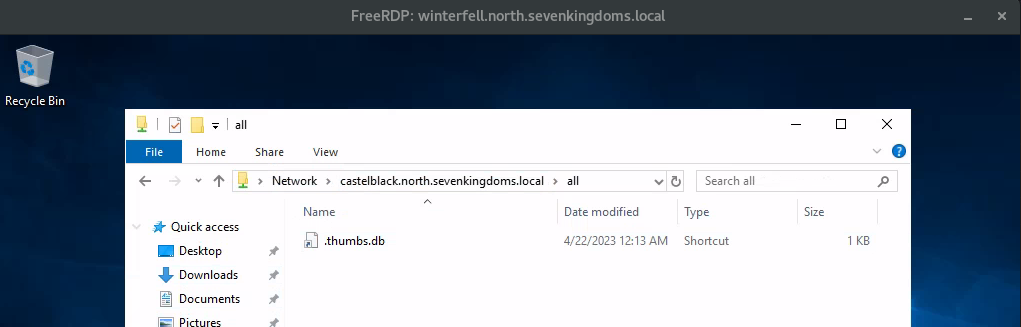 FreeRDP: winterfell.north.sevenkingdoms.local
Recycle Bin
all
File Home Share View
Network castelblack.north.sevenkingdoms.local all Search all
Name Date modified Type Size
Quick access
.thumbs.db 4/22/2023 12:13 AM Shortcut 1 KB
Desktop
Downloads
Documents
Pictures